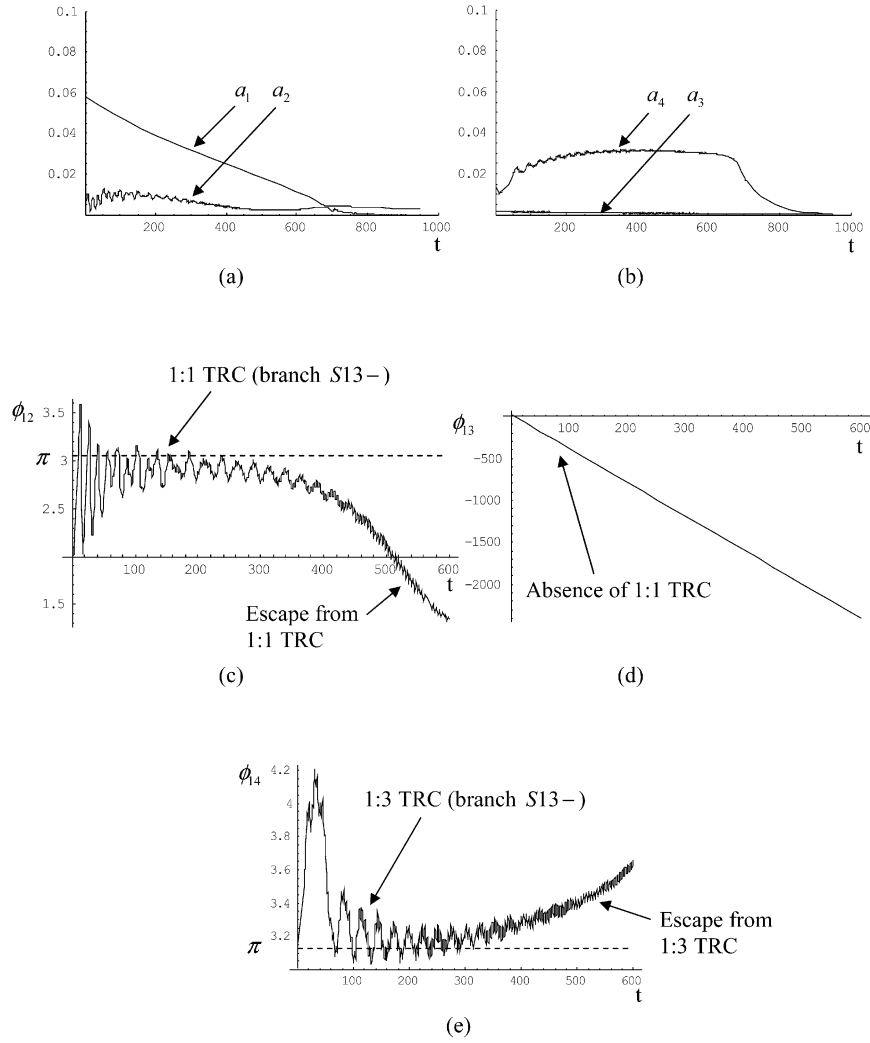 0.1
0.08
0.06
0.04
0.02
a₁
a₂
200
400
600
800
1000
t
(a)
0.1
0.08
0.06
0.04
0.02
a₄
a₃
200
400
600
800
1000
t
(b)
1:1 TRC (branch S13−)
ϕ₁₂
3.5
π
3
2.5
1.5
100
200
300
400
500
600
t
Escape from
1:1 TRC
(c)
ϕ₁₃
100
200
300
400
500
600
t
-500
-1000
-1500
-2000
Absence of 1:1 TRC
(d)
ϕ₁₄
4.2
4
3.8
3.6
3.4
3.2
π
1:3 TRC (branch S13−)
Escape from
1:3 TRC
100
200
300
400
500
600
t
(e)